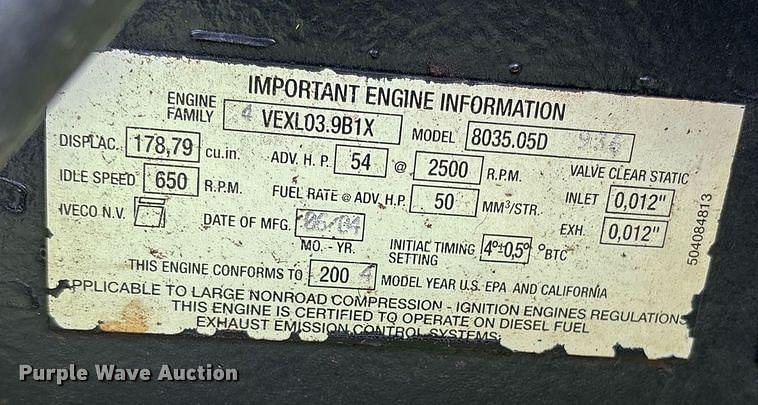 IMPORTANT ENGINE INFORMATION
ENGINE FAMILY 4 VEXL03.9B1X MODEL 8035.05D 936
DISPLAC. 178,79 cu.in. ADV. H. P. 54 @ 2500 R.P.M. VALVE CLEAR STATIC
IDLE SPEED 650 R.P.M. FUEL RATE @ ADV. H.P. 50 MM³/STR. INLET 0,012"
IVECO N.V. DATE OF MFG. 06/04 MO. - YR. INITIAL TIMING SETTING 4°±0,5° °BTC EXH. 0,012"
THIS ENGINE CONFORMS TO 200 4 MODEL YEAR U.S. EPA AND CALIFORNIA
APPLICABLE TO LARGE NONROAD COMPRESSION - IGNITION ENGINES REGULATIONS
THIS ENGINE IS CERTIFIED TO OPERATE ON DIESEL FUEL
EXHAUST EMISSION CONTROL SYSTEMS:
504084813
Purple Wave Auction